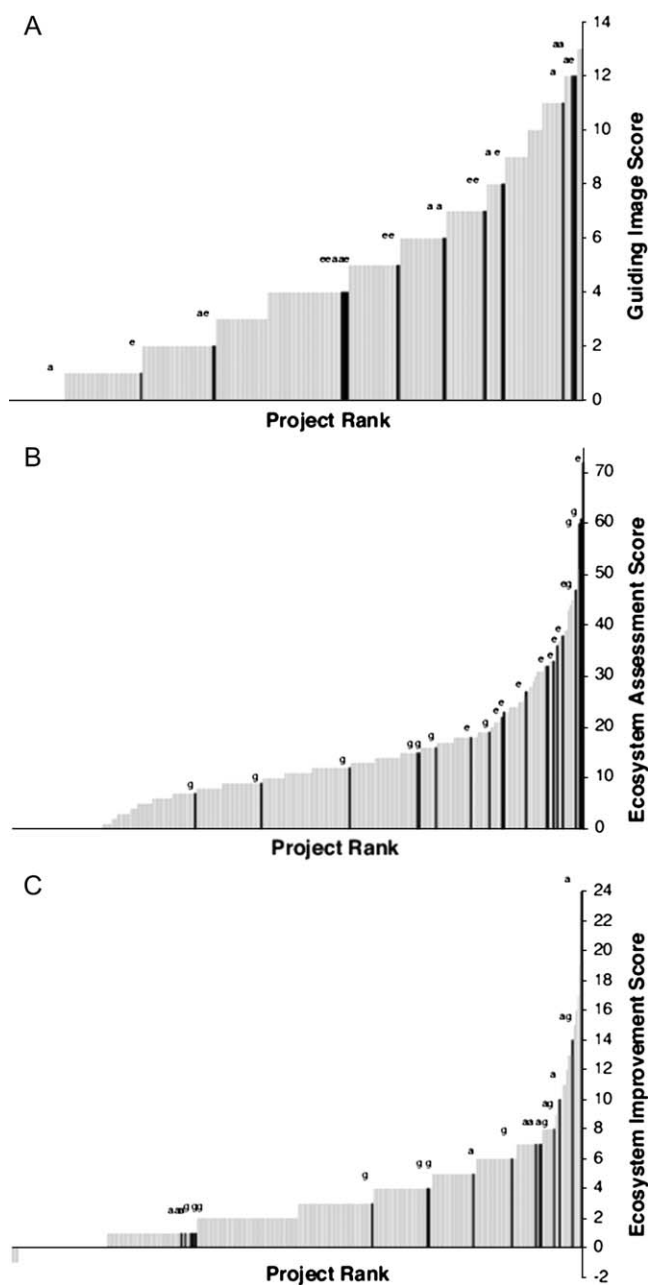 A
14
aa
ae
a
12
10
a e
8
ee
a a
6
ee
eeaae
4
ae
e
2
a
0
Guiding Image Score
Project Rank
B
e
70
g
g
60
50
eg
40
e
e
e
e
30
e
e
e
20
g
e
g
gg
g
g
g
10
0
Ecosystem Assessment Score
Project Rank
C
a
24
22
20
18
16
ag
14
12
a
10
ag
aaag
8
g
a
6
g g
g
4
aaggg
2
0
-2
Ecosystem Improvement Score
Project Rank